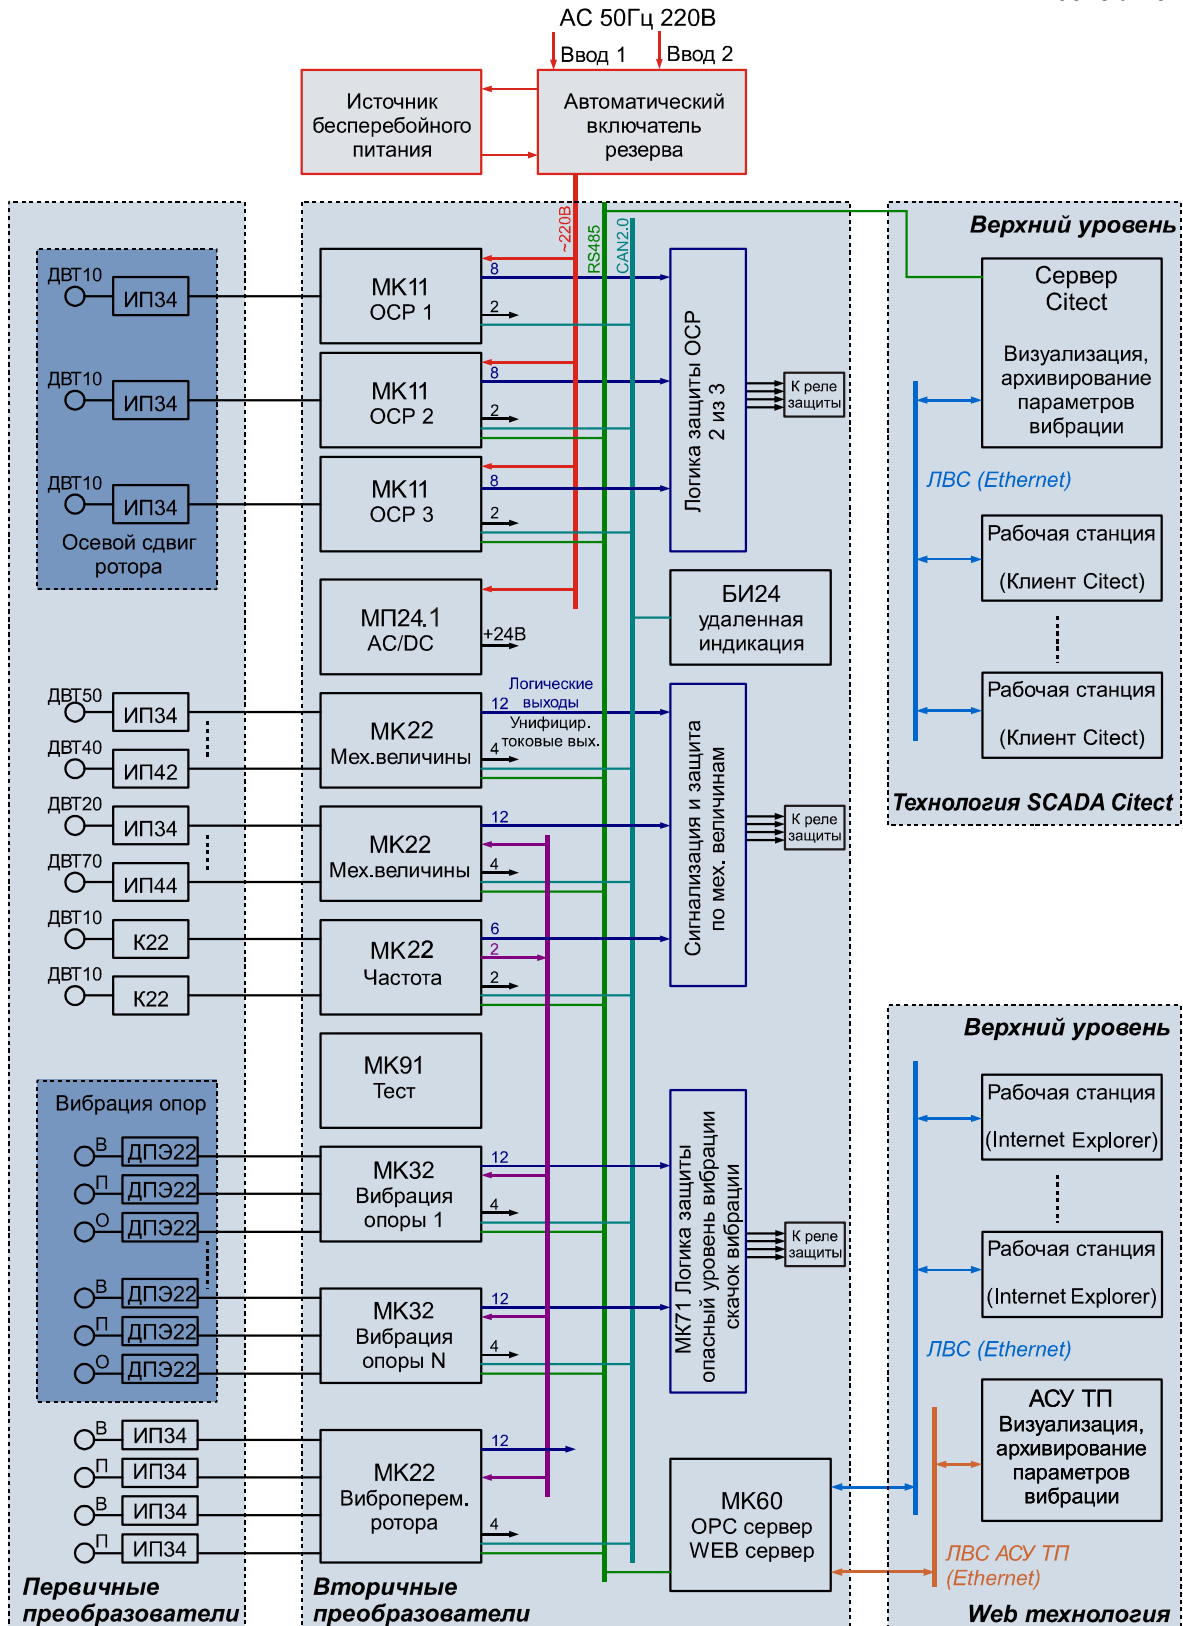 АС 50Гц 220В
Ввод 1
Ввод 2
Источник
бесперебойного
питания
Автоматический
включатель
резерва
~220В
RS485
CAN2.0
Верхний уровень
ДВТ10
ИП34
МК11
ОСР 1
8
2
Сервер
Citect
Визуализация,
архивирование
параметров
вибрации
ДВТ10
ИП34
МК11
ОСР 2
8
2
Логика защиты ОСР
2 из 3
К реле
защиты
ДВТ10
ИП34
МК11
ОСР 3
8
2
Осевой сдвиг
ротора
ЛВС (Ethernet)
Рабочая станция
(Клиент Citect)
МП24.1
AC/DC
+24В
БИ24
удаленная
индикация
Рабочая станция
(Клиент Citect)
ДВТ50
ИП34
ДВТ40
ИП42
МК22
Мех.величины
12
Логические
выходы
Унифицир.
токовые вых.
4
Сигнализация и защита
по мех. величинам
К реле
защиты
Технология SCADA Citect
ДВТ20
ИП34
ДВТ70
ИП44
МК22
Мех.величины
12
4
ДВТ10
К22
ДВТ10
К22
МК22
Частота
6
2
2
МК91
Тест
Верхний уровень
Рабочая станция
(Internet Explorer)
Рабочая станция
(Internet Explorer)
ЛВС (Ethernet)
Вибрация опор
В
ДПЭ22
П
ДПЭ22
О
ДПЭ22
МК32
Вибрация
опоры 1
12
4
МК71 Логика защиты
опасный уровень вибрации
скачок вибрации
К реле
защиты
В
ДПЭ22
П
ДПЭ22
О
ДПЭ22
МК32
Вибрация
опоры N
12
4
АСУ ТП
Визуализация,
архивирование
параметров
вибрации
В
ИП34
П
ИП34
В
ИП34
П
ИП34
МК22
Виброперем.
ротора
12
4
МК60
OPC сервер
WEB сервер
ЛВС АСУ ТП
(Ethernet)
Первичные
преобразователи
Вторичные
преобразователи
Web технология